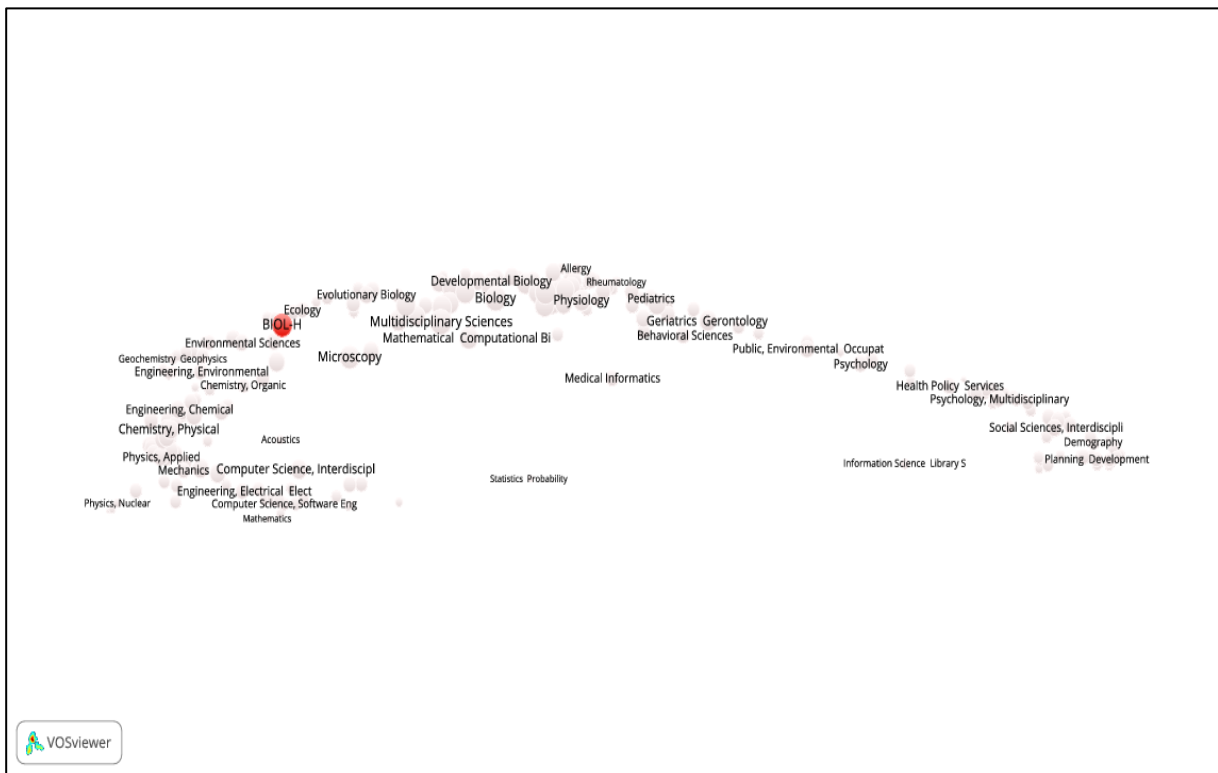 Allergy
Developmental Biology
Rheumatology
Evolutionary Biology
Biology
Physiology
Pediatrics
Ecology
BIOL-H
Multidisciplinary Sciences
Geriatrics Gerontology
Mathematical Computational Bi
Behavioral Sciences
Environmental Sciences
Public, Environmental Occupat
Geochemistry Geophysics
Microscopy
Psychology
Engineering, Environmental
Medical Informatics
Chemistry, Organic
Health Policy Services
Psychology, Multidisciplinary
Engineering, Chemical
Chemistry, Physical
Social Sciences, Interdiscipli
Acoustics
Demography
Physics, Applied
Planning Development
Information Science Library S
Mechanics
Computer Science, Interdiscipl
Statistics Probability
Engineering, Electrical Elect
Physics, Nuclear
Computer Science, Software Eng
Mathematics
VOSviewer